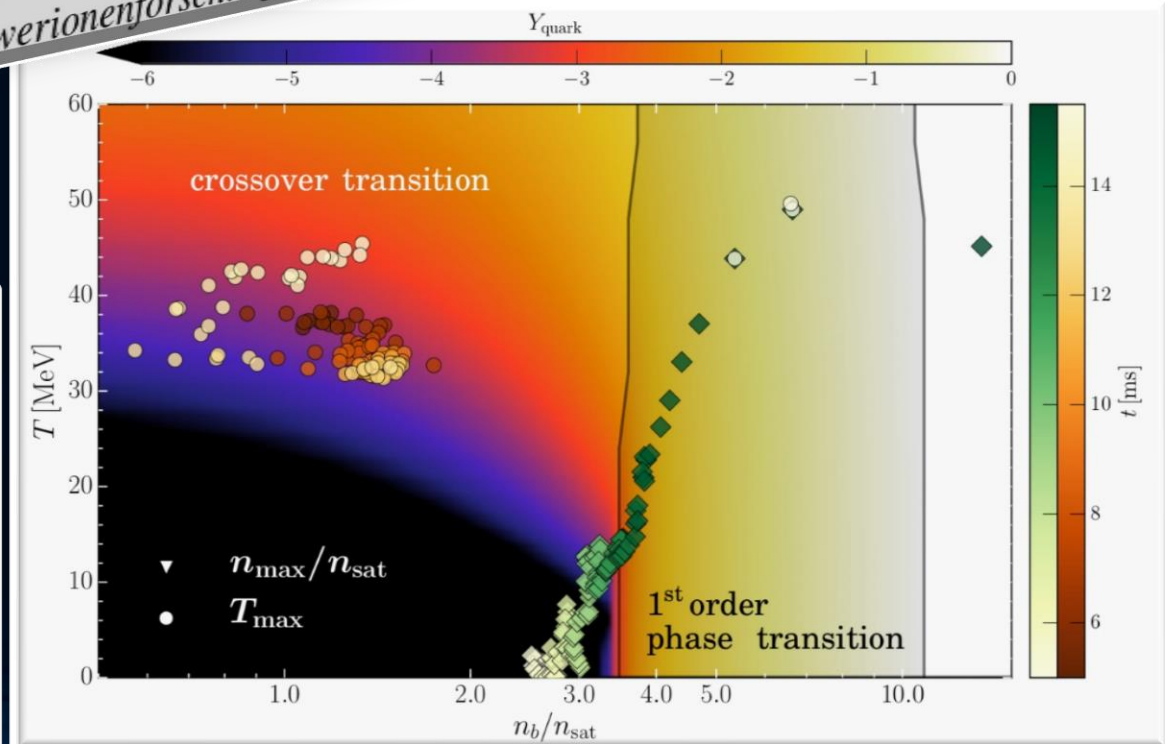 Y_quark
−6 −5 −4 −3 −2 −1 0
60
50
40
30
20
10
0
T [MeV]
crossover transition
n_max/n_sat
T_max
1st order
phase transition
1.0 2.0 3.0 4.0 5.0 10.0
n_b/n_sat
14
12
10
8
6
t [ms]